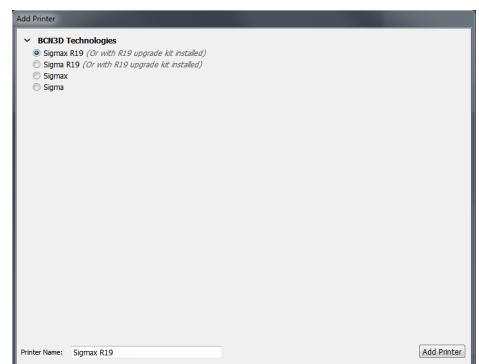 Add Printer
BCN3D Technologies
Sigmax R19 (Or with R19 upgrade kit installed)
Sigma R19 (Or with R19 upgrade kit installed)
Sigmax
Sigma
Printer Name: Sigmax R19 Add Printer